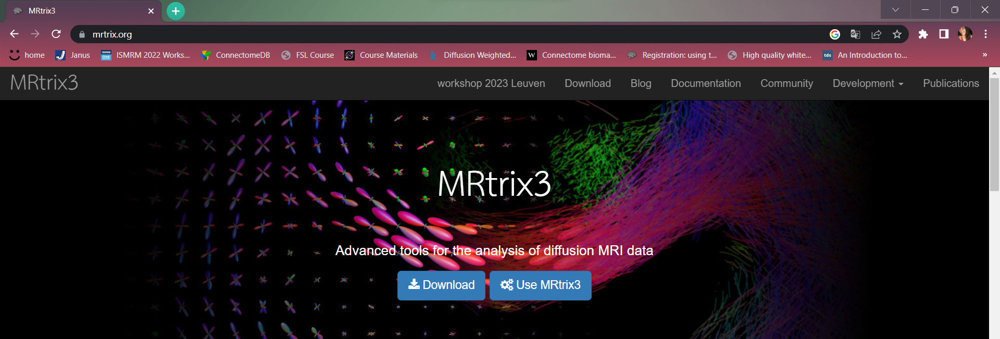 MRtrix3
mrtrix.org
home Janus ISMRM 2022 Works... ConnectomeDB FSL Course Course Materials Diffusion Weighted... Connectome bioma... Registration: using t... High quality white... tds An Introduction to... »
MRtrix3 workshop 2023 Leuven Download Blog Documentation Community Development Publications
MRtrix3
Advanced tools for the analysis of diffusion MRI data
Download Use MRtrix3